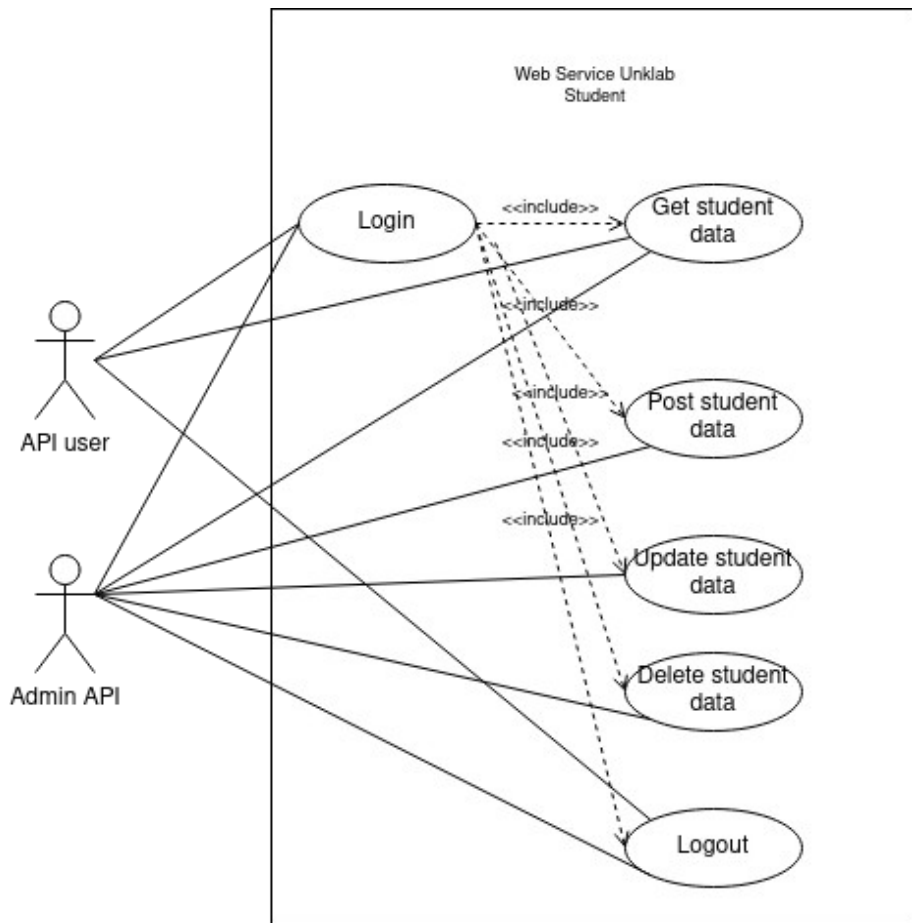 Web Service Unklab
Student
Login
<<include>>
Get student
data
<<include>>
API user
<<include>>
Post student
data
<<include>>
<<include>>
Update student
data
Admin API
Delete student
data
Logout